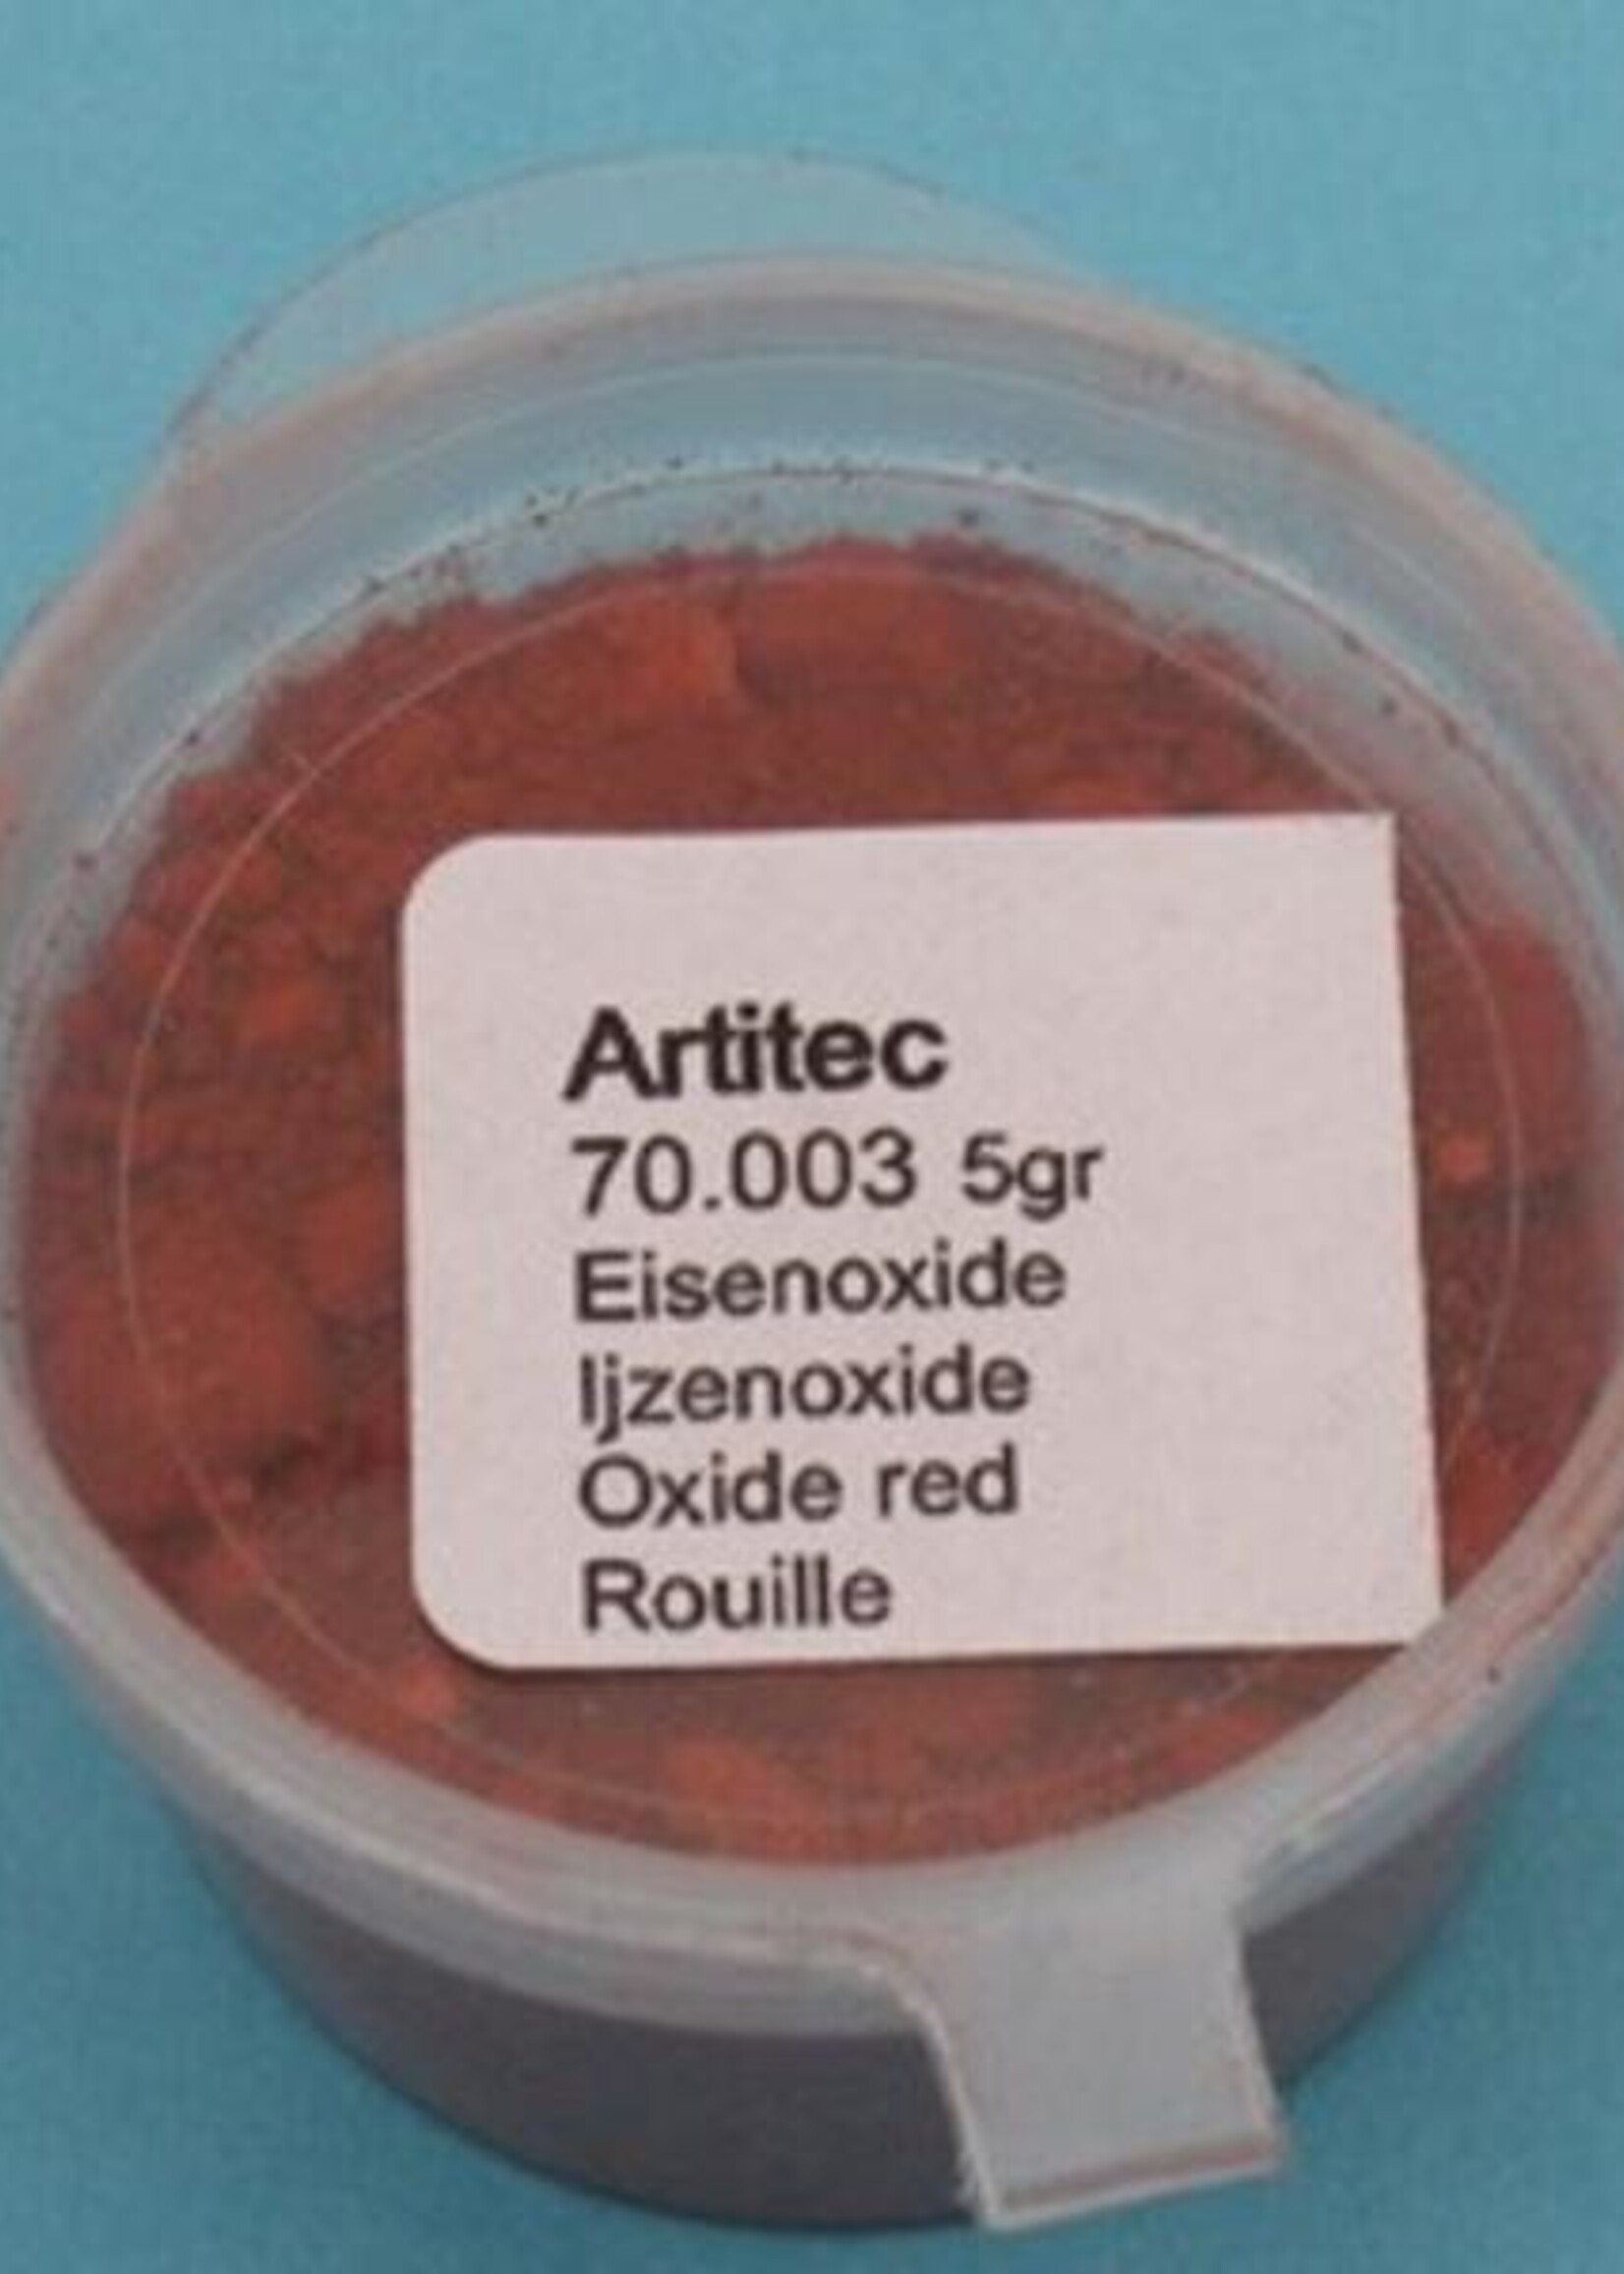 Artitec
70.003 5gr
Eisenoxide
Ijzenoxide
Oxide red
Rouille